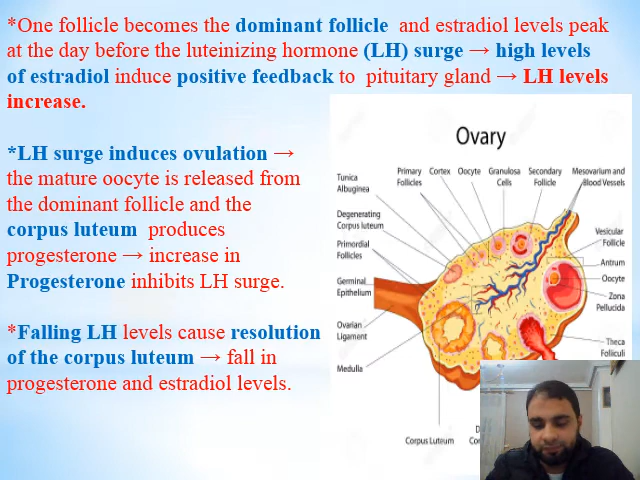 *One follicle becomes the dominant follicle and estradiol levels peak
at the day before the luteinizing hormone (LH) surge → high levels
of estradiol induce positive feedback to pituitary gland → LH levels
increase.
*LH surge induces ovulation →
the mature oocyte is released from
the dominant follicle and the
corpus luteum produces
progesterone → increase in
Progesterone inhibits LH surge.
*Falling LH levels cause resolution
of the corpus luteum → fall in
progesterone and estradiol levels.
Ovary
Tunica
Albuginea
Primary
Follicles
Cortex
Oocyte
Granulosa
Cells
Secondary
Follicle
Mesovarium and
Blood Vessels
Degenerating
Corpus luteum
Primordial
Follicles
Germinal
Epithelium
Ovarian
Ligament
Medulla
Vesicular
Follicle
Antrum
Oocyte
Zona
Pellucida
Theca
Folliculi
Corpus Luteum